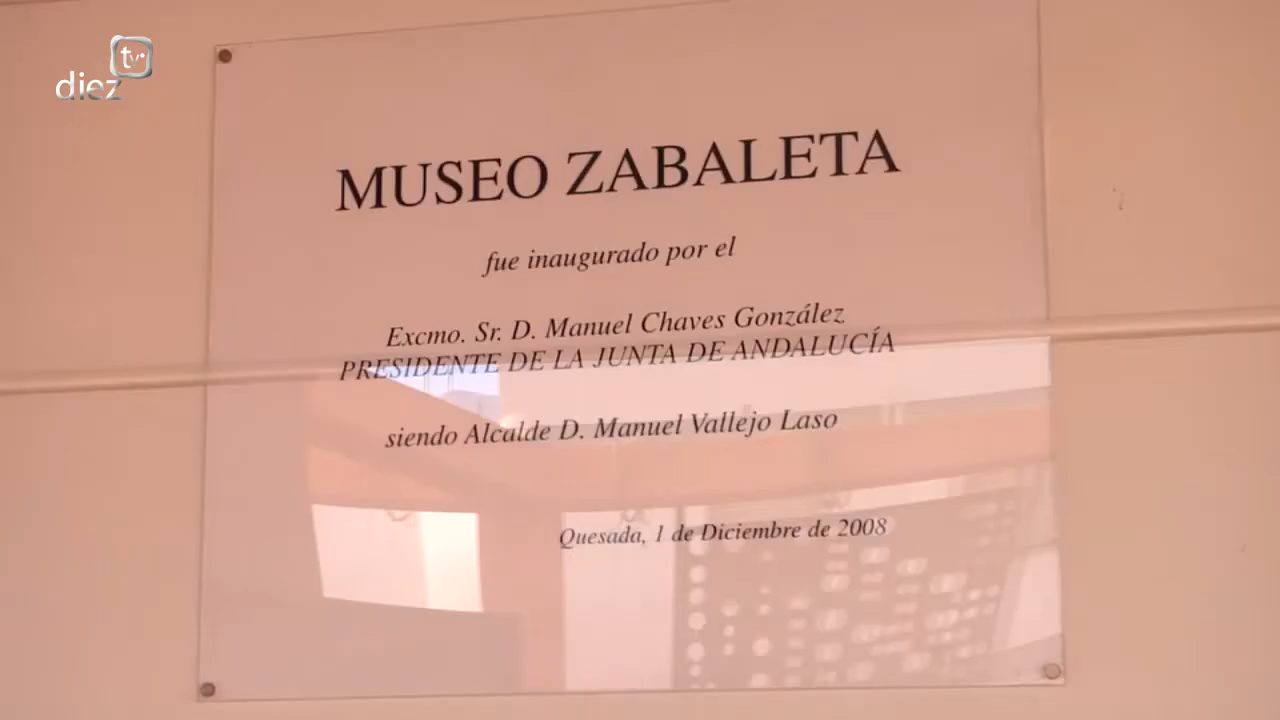 diez tv
MUSEO ZABALETA
fue inaugurado por el
Excmo. Sr. D. Manuel Chaves González
PRESIDENTE DE LA JUNTA DE ANDALUCÍA
siendo Alcalde D. Manuel Vallejo Laso
Quesada, 1 de Diciembre de 2008